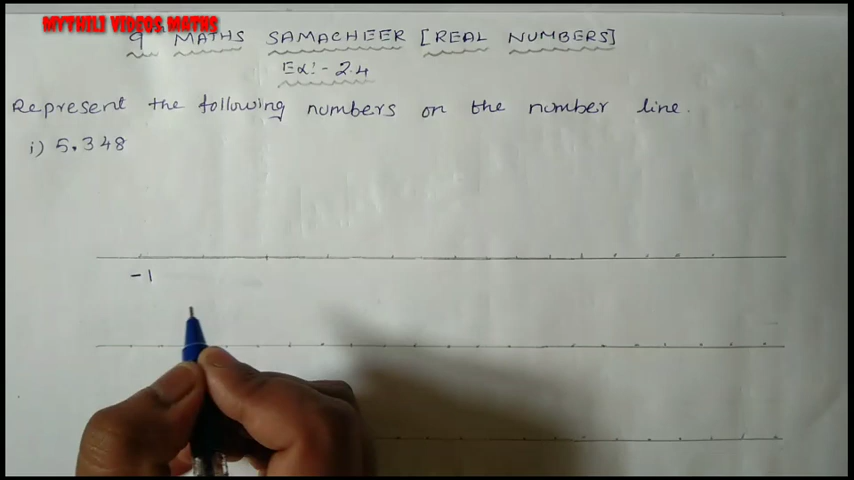 MYTHILI VIDEOS MATHS
9th MATHS SAMACHEER [REAL NUMBERS]
Ex:- 2.4
Represent the following numbers on the number line.
i) 5.348
-1